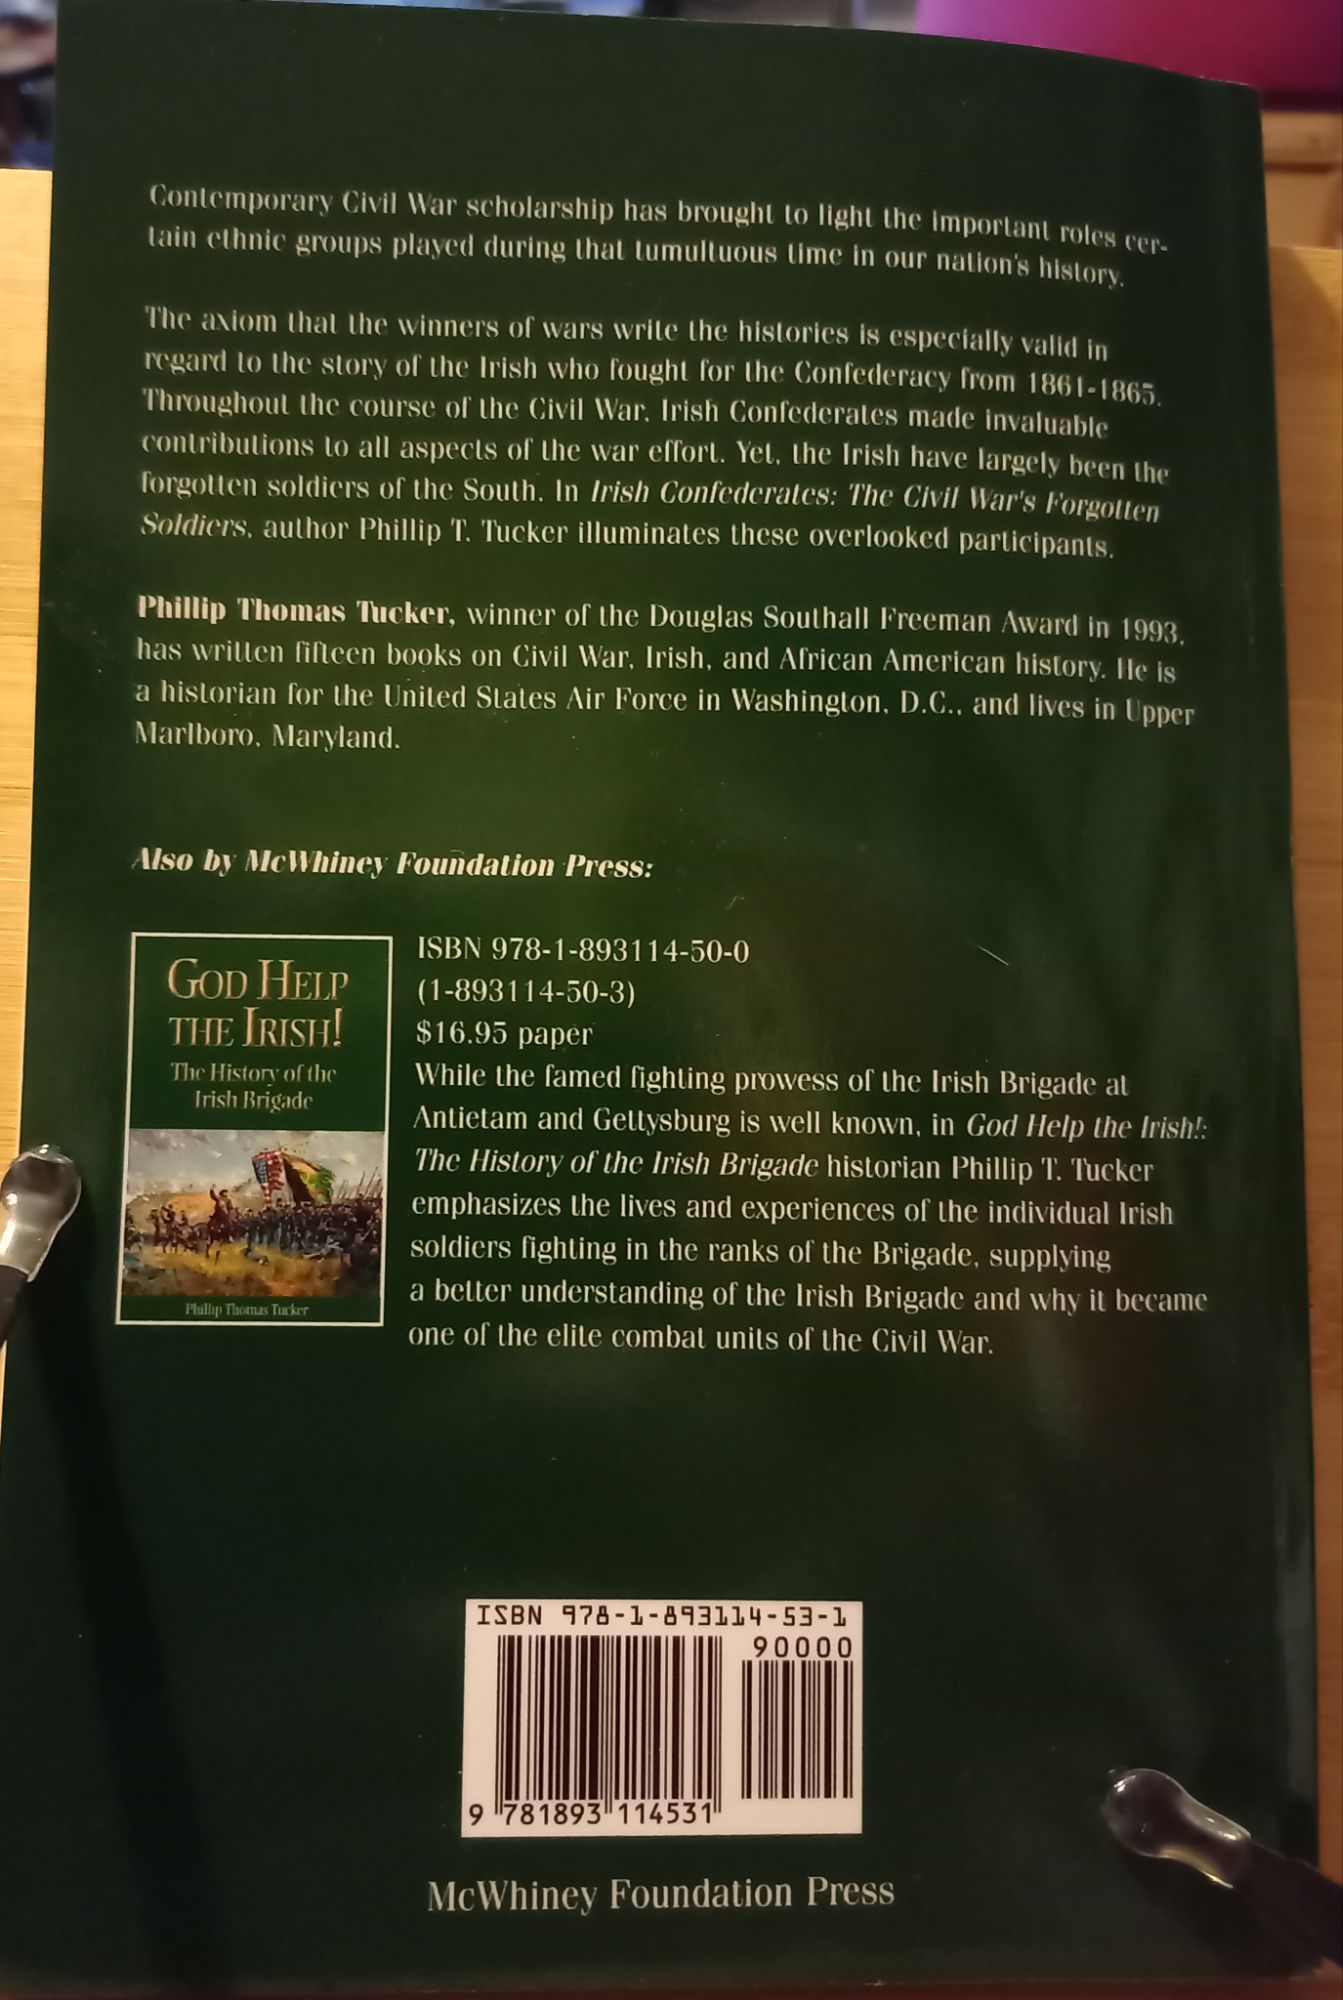 Contemporary Civil War scholarship has brought to light the important roles cer-
tain ethnic groups played during that tumultuous time in our nation's history.
The axiom that the winners of wars write the histories is especially valid in
regard to the story of the Irish who fought for the Confederacy from 1861-1865.
Throughout the course of the Civil War, Irish Confederates made invaluable
contributions to all aspects of the war effort. Yet, the Irish have largely been the
forgotten soldiers of the South. In Irish Confederates: The Civil War's Forgotten
Soldiers, author Phillip T. Tucker illuminates these overlooked participants.
Phillip Thomas Tucker, winner of the Douglas Southall Freeman Award in 1993,
has written fifteen books on Civil War, Irish, and African American history. He is
a historian for the United States Air Force in Washington, D.C., and lives in Upper
Marlboro, Maryland.
Also by McWhiney Foundation Press:
GOD HELP
THE IRISH!
The History of the
Irish Brigade
Phillip Thomas Tucker
ISBN 978-1-893114-50-0
(1-893114-50-3)
$16.95 paper
While the famed fighting prowess of the Irish Brigade at
Antietam and Gettysburg is well known, in God Help the Irish!:
The History of the Irish Brigade historian Phillip T. Tucker
emphasizes the lives and experiences of the individual Irish
soldiers fighting in the ranks of the Brigade, supplying
a better understanding of the Irish Brigade and why it became
one of the elite combat units of the Civil War.
ISBN 978-1-893114-53-1
90000
9 781893 114531
McWhiney Foundation Press